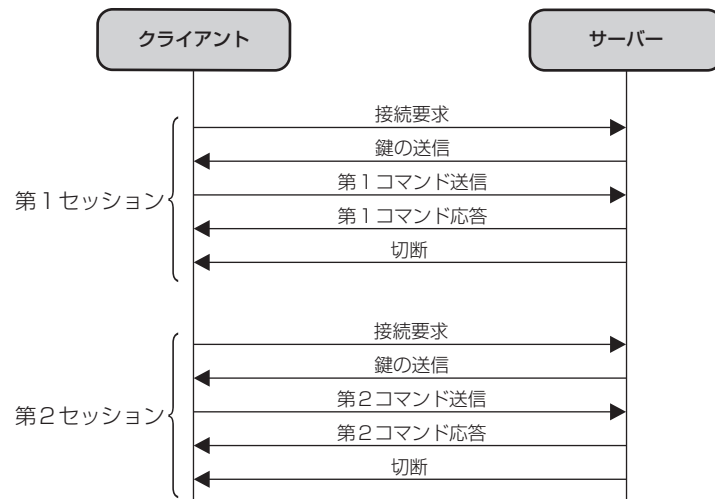 クライアント
サーバー
接続要求
鍵の送信
第1セッション
第1コマンド送信
第1コマンド応答
切断
接続要求
鍵の送信
第2セッション
第2コマンド送信
第2コマンド応答
切断